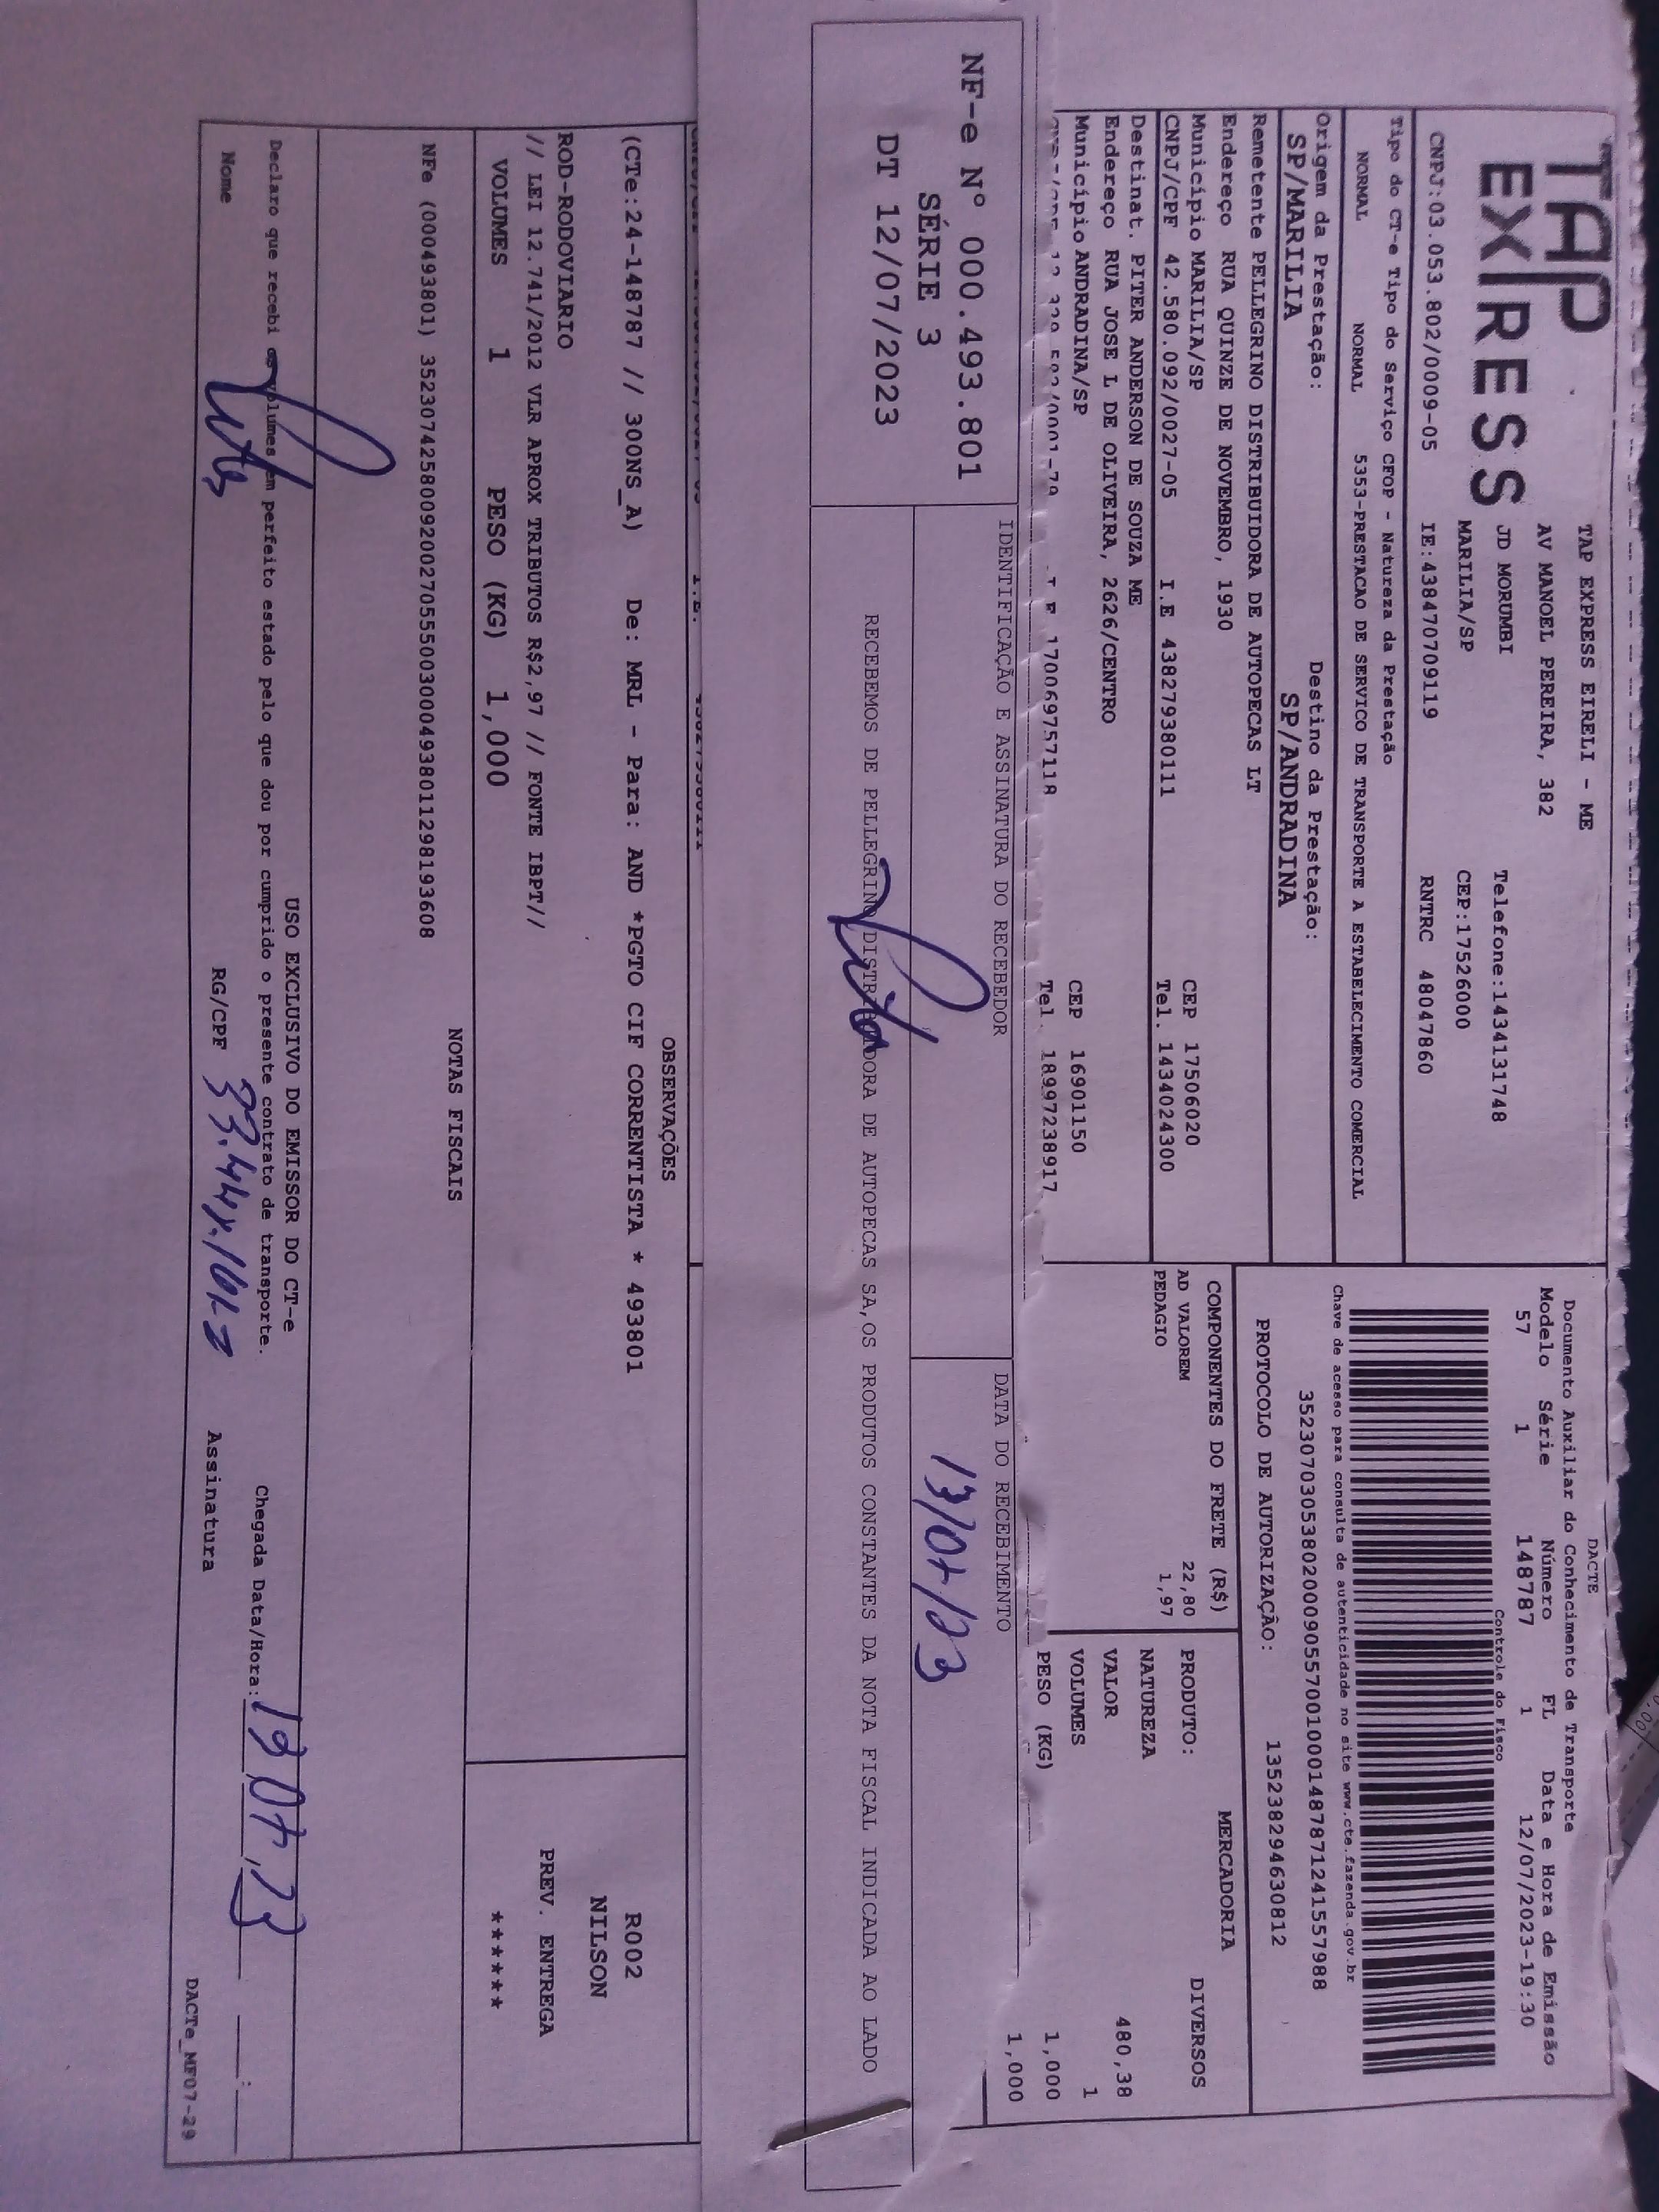 TAP
EXPRESS
TAP EXPRESS EIRELI - ME
AV MANOEL PEREIRA, 382
JD MORUMBI Telefone:1434131748
MARILIA/SP CEP:17526000
CNPJ:03.053.802/0009-05 IE:438470709119 RNTRC 48047860
DACTE
Documento Auxiliar do Conhecimento de Transporte
Modelo Série Número FL Data e Hora de Emissão
57 1 148787 1 12/07/2023-19:30
Controle do Fisco
Tipo do CT-e Tipo do Serviço CFOP - Natureza da Prestação
NORMAL NORMAL 5353-PRESTACAO DE SERVICO DE TRANSPORTE A ESTABELECIMENTO COMERCIAL
Chave de acesso para consulta de autenticidade no site www.cte.fazenda.gov.br
35230703053802000905570010001487871241557988
Origem da Prestação: Destino da Prestação:
SP/MARILIA SP/ANDRADINA
PROTOCOLO DE AUTORIZAÇÃO: 135238294630812
Remetente PELLEGRINO DISTRIBUIDORA DE AUTOPECAS LT
Endereço RUA QUINZE DE NOVEMBRO, 1930
Município MARILIA/SP CEP 17506020
CNPJ/CPF 42.580.092/0027-05 I.E 438279380111 Tel. 1434024300
Destinat. PITER ANDERSON DE SOUZA ME
Endereço RUA JOSE L DE OLIVEIRA, 2626/CENTRO
Município ANDRADINA/SP CEP 16901150
I.E 170069757118 Tel. 18997238917
COMPONENTES DO FRETE (R$)
AD VALOREM 22,80
PEDAGIO 1,97
MERCADORIA
PRODUTO: DIVERSOS
NATUREZA
VALOR 480,38
VOLUMES 1
PESO (KG) 1,000
1,000
NF-e Nº 000.493.801
SÉRIE 3
DT 12/07/2023
IDENTIFICAÇÃO E ASSINATURA DO RECEBEDOR
DATA DO RECEBIMENTO
13/07/23
RECEBEMOS DE PELLEGRINO DISTRIBUIDORA DE AUTOPECAS SA,OS PRODUTOS CONSTANTES DA NOTA FISCAL INDICADA AO LADO
OBSERVAÇÕES
(CTe:24-148787 // 300NS_A) De: MRL - Para: AND *PGTO CIF CORRENTISTA * 493801
R002
NILSON
ROD-RODOVIARIO
// LEI 12.741/2012 VLR APROX TRIBUTOS R$2,97 // FONTE IBPT//
PREV. ENTREGA
******
VOLUMES 1 PESO (KG) 1,000
NOTAS FISCAIS
NFe (000493801) 35230742580092002705550030004938011298193608
USO EXCLUSIVO DO EMISSOR DO CT-e
Declaro que recebi os volumes em perfeito estado pelo que dou por cumprido o presente contrato de transporte.
Chegada Data/Hora: 13 07, 23 :
Nome RG/CPF Assinatura
DACTe_MF07-29